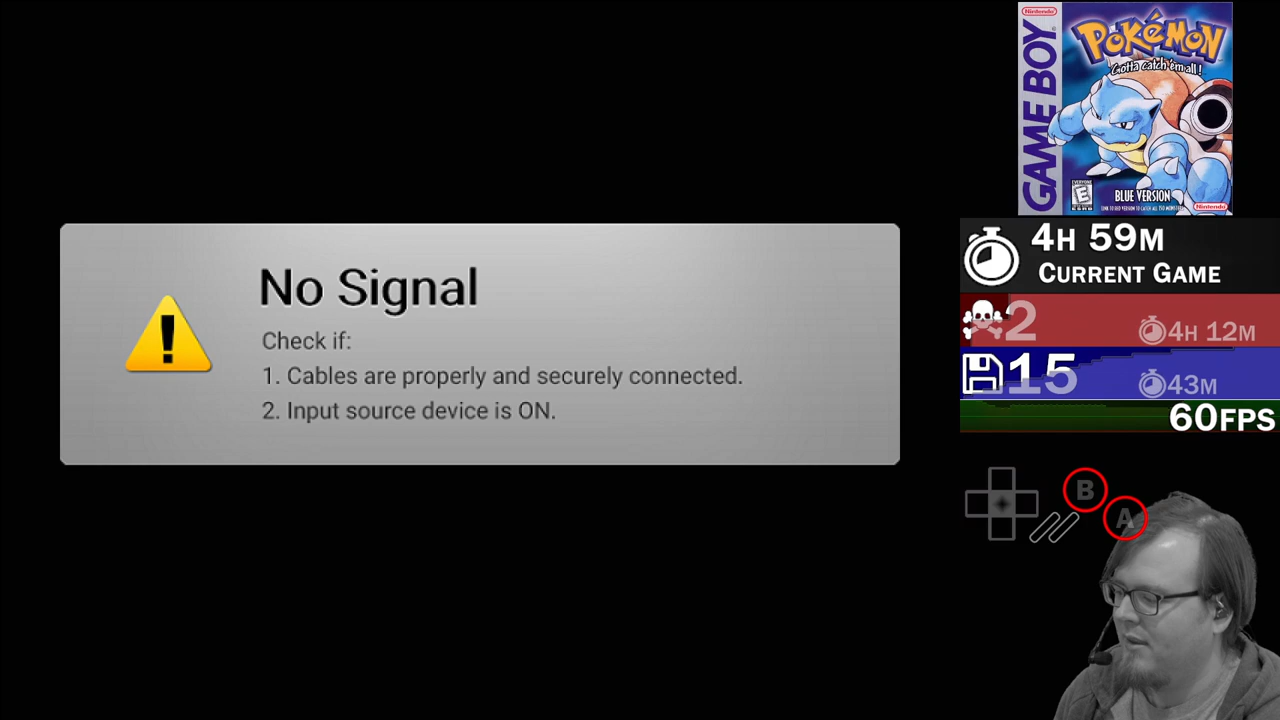 No Signal
Check if:
1. Cables are properly and securely connected.
2. Input source device is ON.
Nintendo
GAME BOY
POKéMON
Gotta catch 'em all!
EVERYONE
E
ESRB
BLUE VERSION
Nintendo
4H 59M
CURRENT GAME
2
4H 12M
15
43M
60FPS
B
A